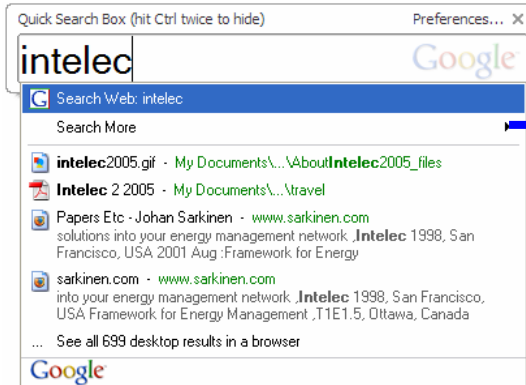 Quick Search Box (hit Ctrl twice to hide) Preferences... ×
intelec Google
G Search Web: intelec
Search More
intelec2005.gif - My Documents\...\AboutIntelec2005_files
Intelec 2 2005 - My Documents\...\travel
Papers Etc - Johan Sarkinen - www.sarkinen.com
solutions into your energy management network ,Intelec 1998, San
Francisco, USA 2001 Aug :Framework for Energy
sarkinen.com - www.sarkinen.com
into your energy management network ,Intelec 1998, San Francisco,
USA Framework for Energy Management ,T1E1.5, Ottawa, Canada
... See all 699 desktop results in a browser
Google